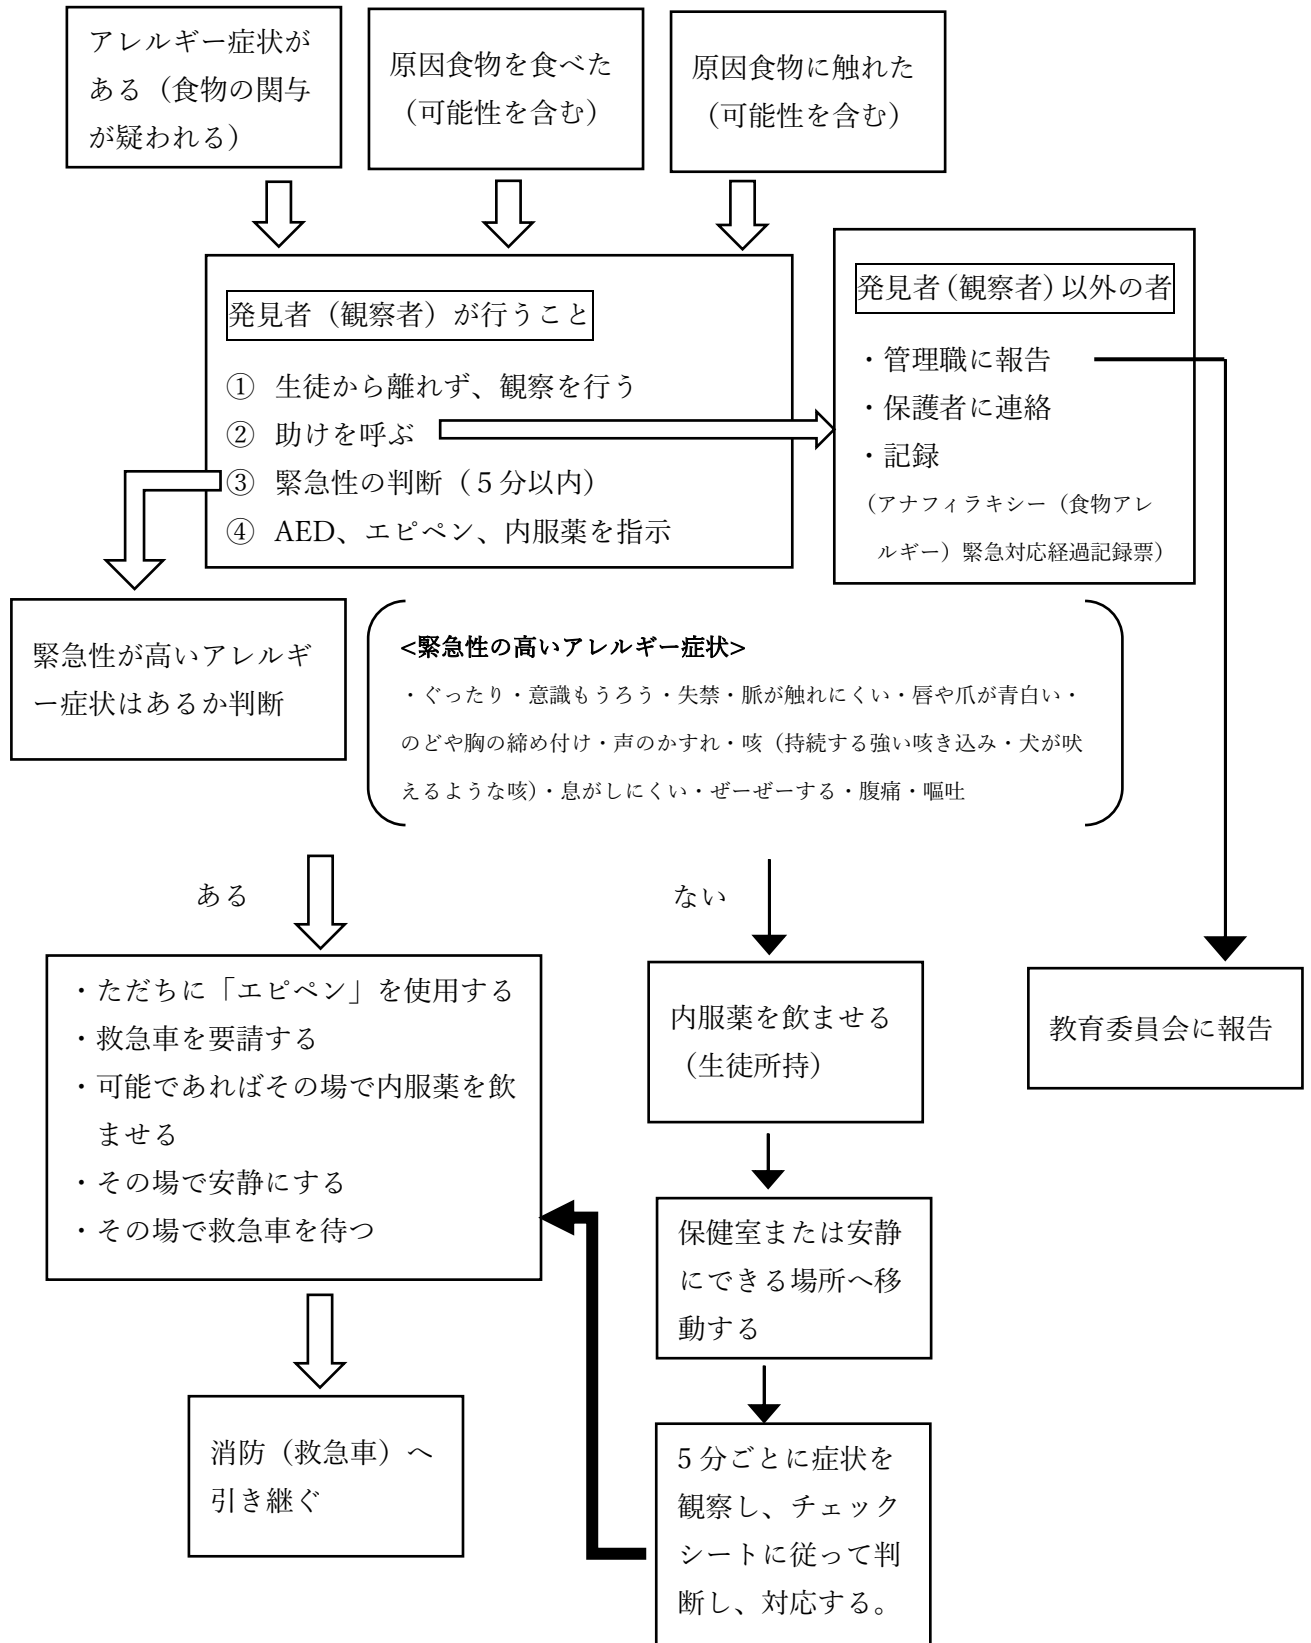 アレルギー症状が
ある（食物の関与
が疑われる）
原因食物を食べた
（可能性を含む）
原因食物に触れた
（可能性を含む）
発見者（観察者）が行うこと
① 生徒から離れず、観察を行う
② 助けを呼ぶ
③ 緊急性の判断（５分以内）
④ AED、エピペン、内服薬を指示
発見者（観察者）以外の者
・管理職に報告
・保護者に連絡
・記録
（アナフィラキシー（食物アレ
ルギー）緊急対応経過記録票）
緊急性が高いアレルギ
ー症状はあるか判断
<緊急性の高いアレルギー症状>
・ぐったり・意識もうろう・失禁・脈が触れにくい・唇や爪が青白い・
のどや胸の締め付け・声のかすれ・咳（持続する強い咳き込み・犬が吠
えるような咳）・息がしにくい・ぜーぜーする・腹痛・嘔吐
ある
ない
・ただちに「エピペン」を使用する
・救急車を要請する
・可能であればその場で内服薬を飲
ませる
・その場で安静にする
・その場で救急車を待つ
内服薬を飲ませる
（生徒所持）
教育委員会に報告
保健室または安静
にできる場所へ移
動する
消防（救急車）へ
引き継ぐ
5 分ごとに症状を
観察し、チェック
シートに従って判
断し、対応する。